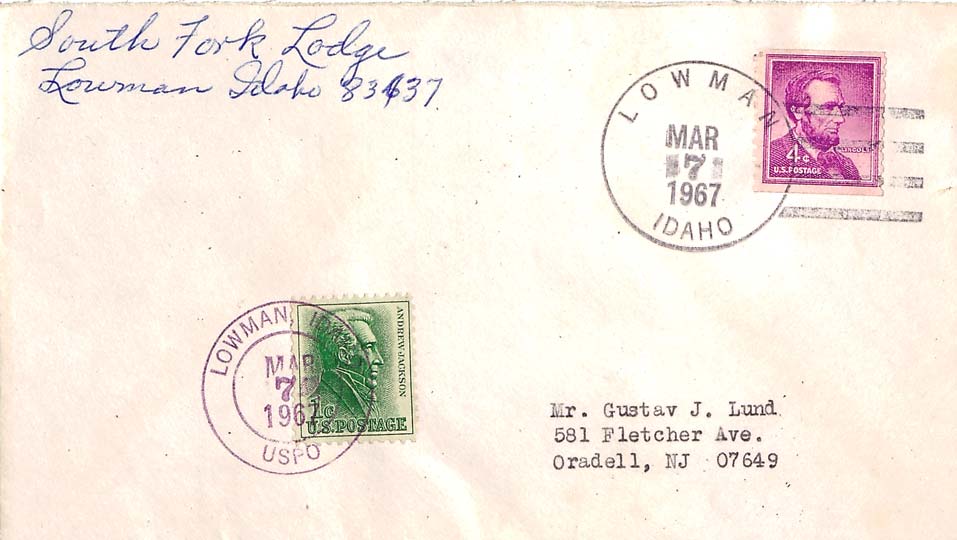 South Fork Lodge
Lowman Idaho 83637
LOWMAN
MAR
7
1967
IDAHO
LINCOLN
4¢
U.S. POSTAGE
LOWMAN,
MAR
7
1967
USPO
ANDREW JACKSON
1c
U.S. POSTAGE
Mr. Gustav J. Lund
581 Fletcher Ave.
Oradell, NJ 07649